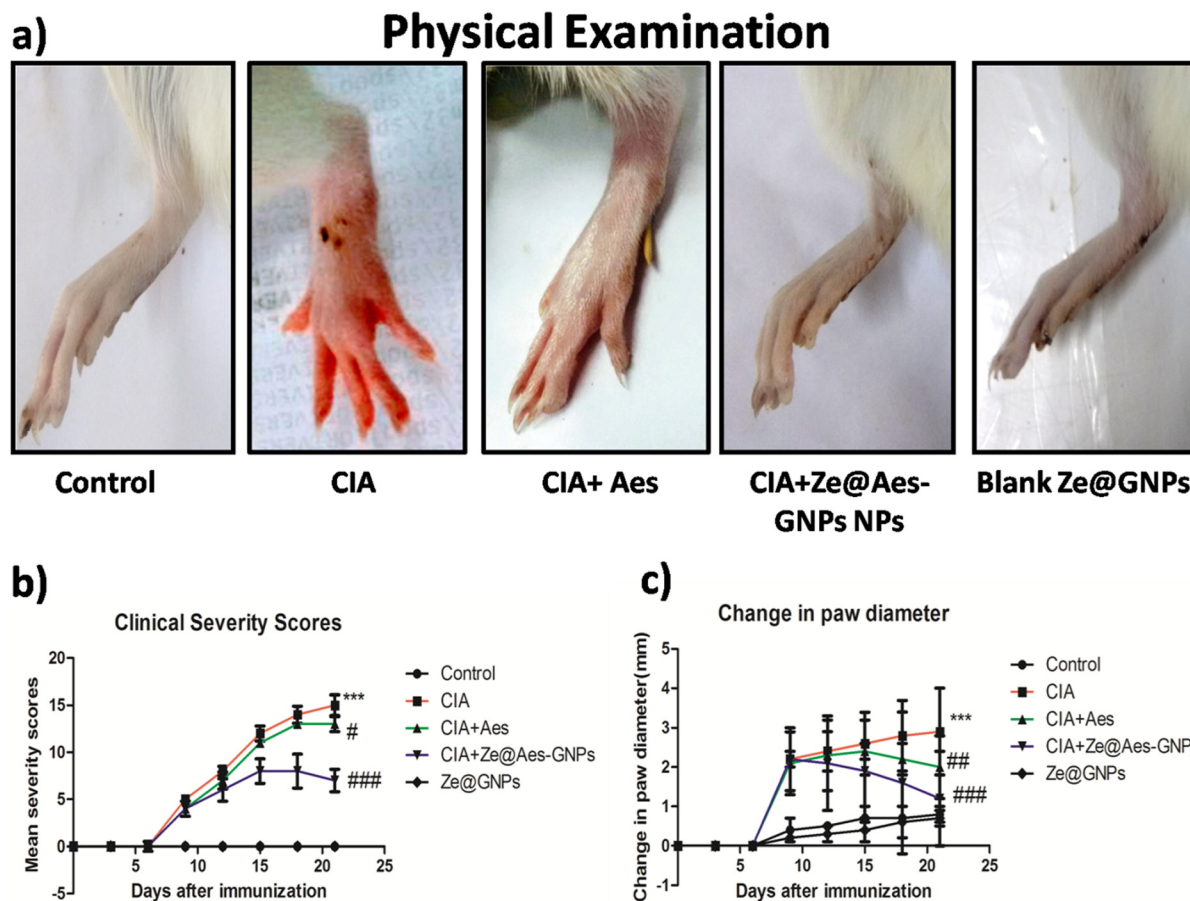 a)
Physical Examination
Control
CIA
CIA+ Aes
CIA+Ze@Aes-
GNPs NPs
Blank Ze@GNPs
b)
Clinical Severity Scores
Mean severity scores
20
15
10
5
0
-5
5
10
15
20
25
Days after immunization
***
#
###
Control
CIA
CIA+Aes
CIA+Ze@Aes-GNPs
Ze@GNPs
c)
Change in paw diameter
Change in paw diameter(mm)
5
4
3
2
1
0
-1
5
10
15
20
25
Days after immunization
***
##
###
Control
CIA
CIA+Aes
CIA+Ze@Aes-GNP
Ze@GNPs